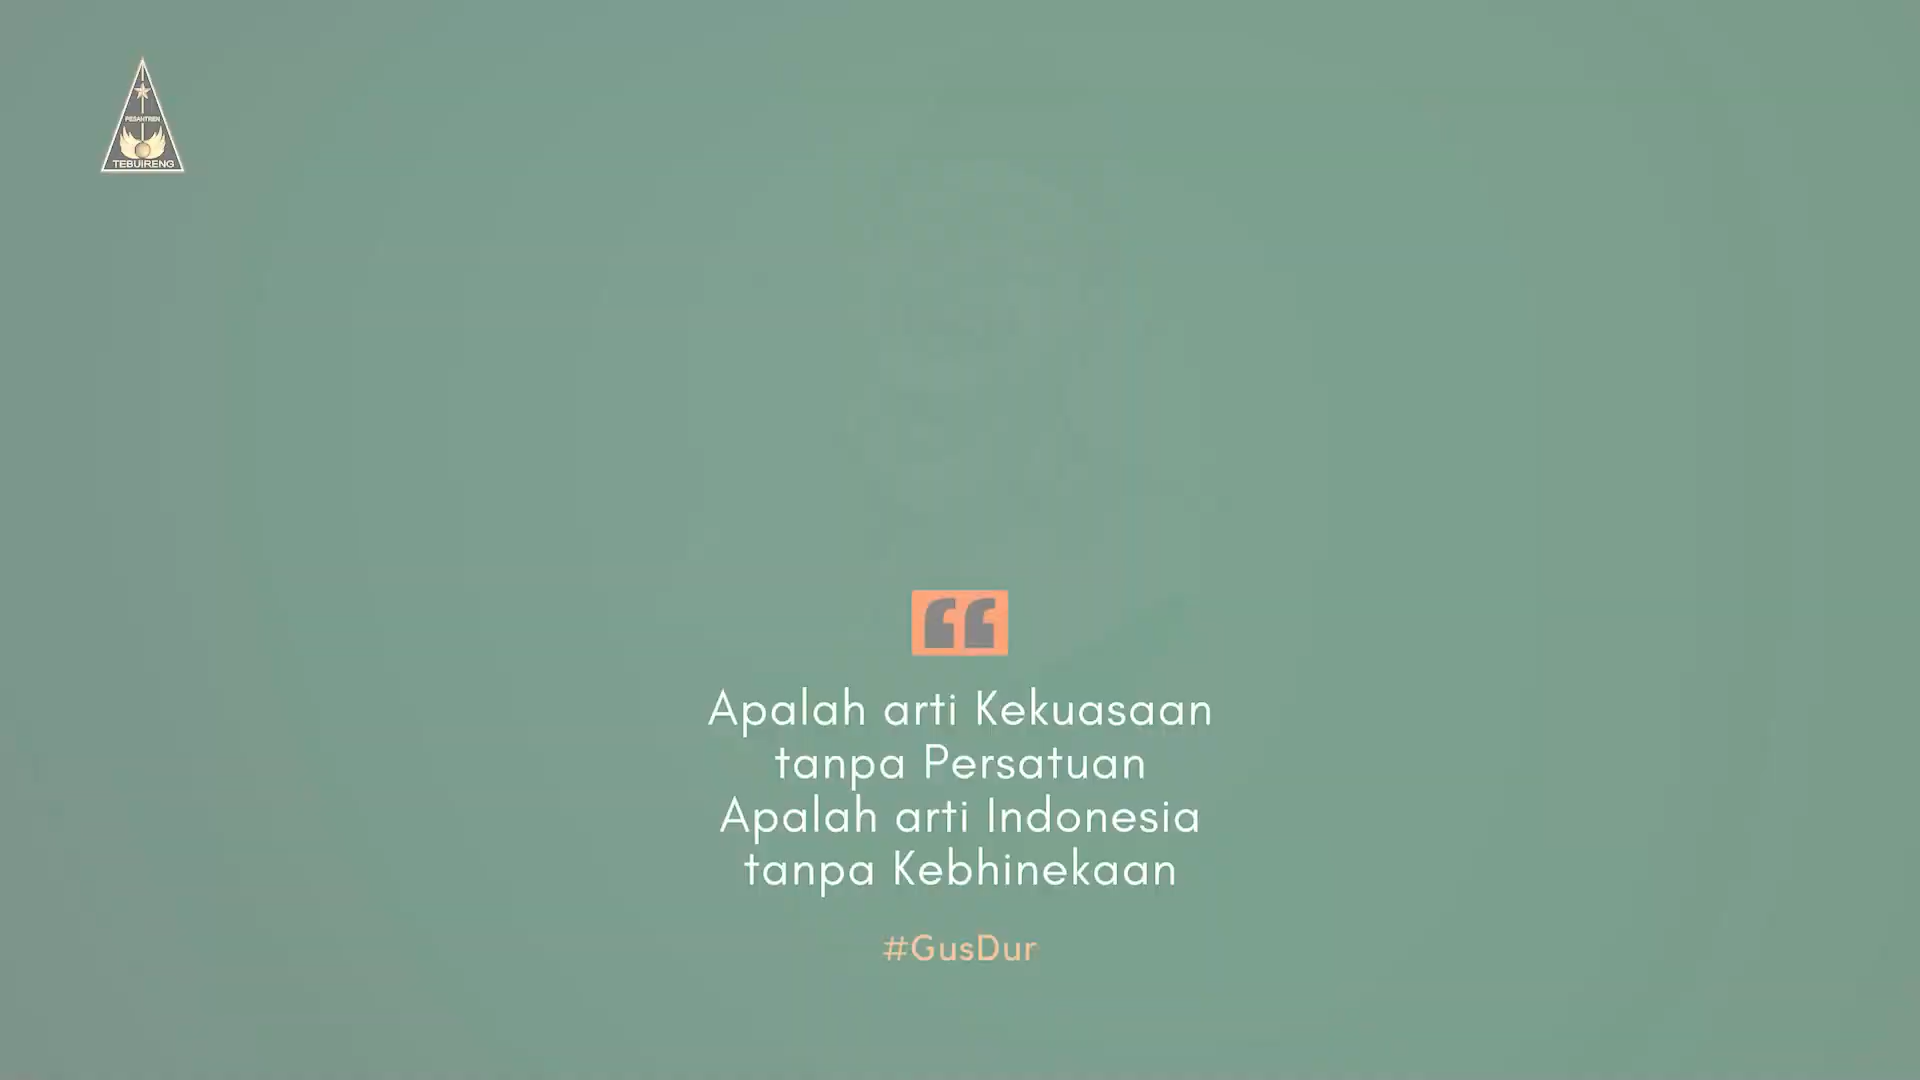 PESANTREN
TEBUIRENG
Apalah arti Kekuasaan
tanpa Persatuan
Apalah arti Indonesia
tanpa Kebhinekaan
#GusDur